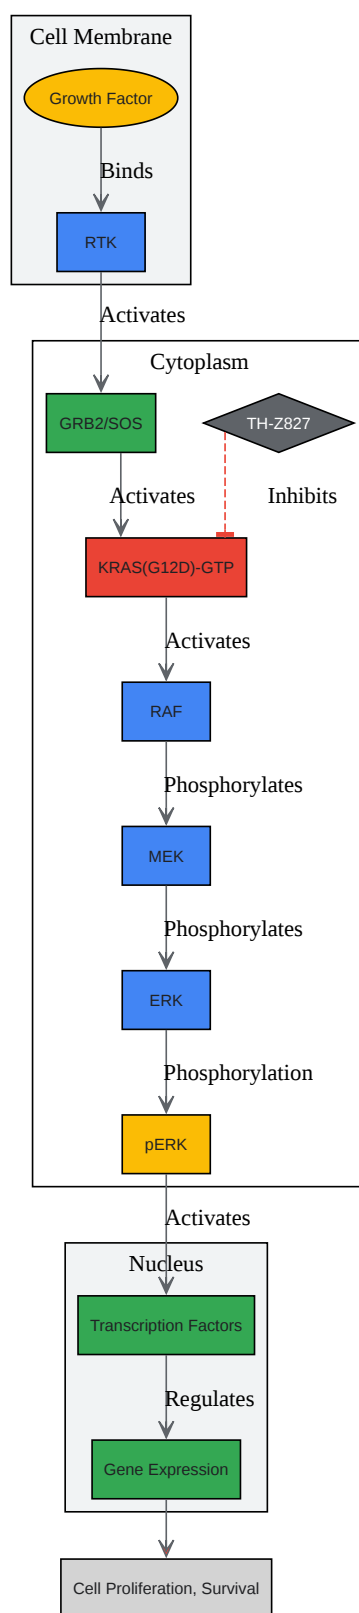 Cell Membrane
Growth Factor
Binds
RTK
Activates
Cytoplasm
GRB2/SOS
TH-Z827
Activates
Inhibits
KRAS(G12D)-GTP
Activates
RAF
Phosphorylates
MEK
Phosphorylates
ERK
Phosphorylation
pERK
Activates
Nucleus
Transcription Factors
Regulates
Gene Expression
Cell Proliferation, Survival